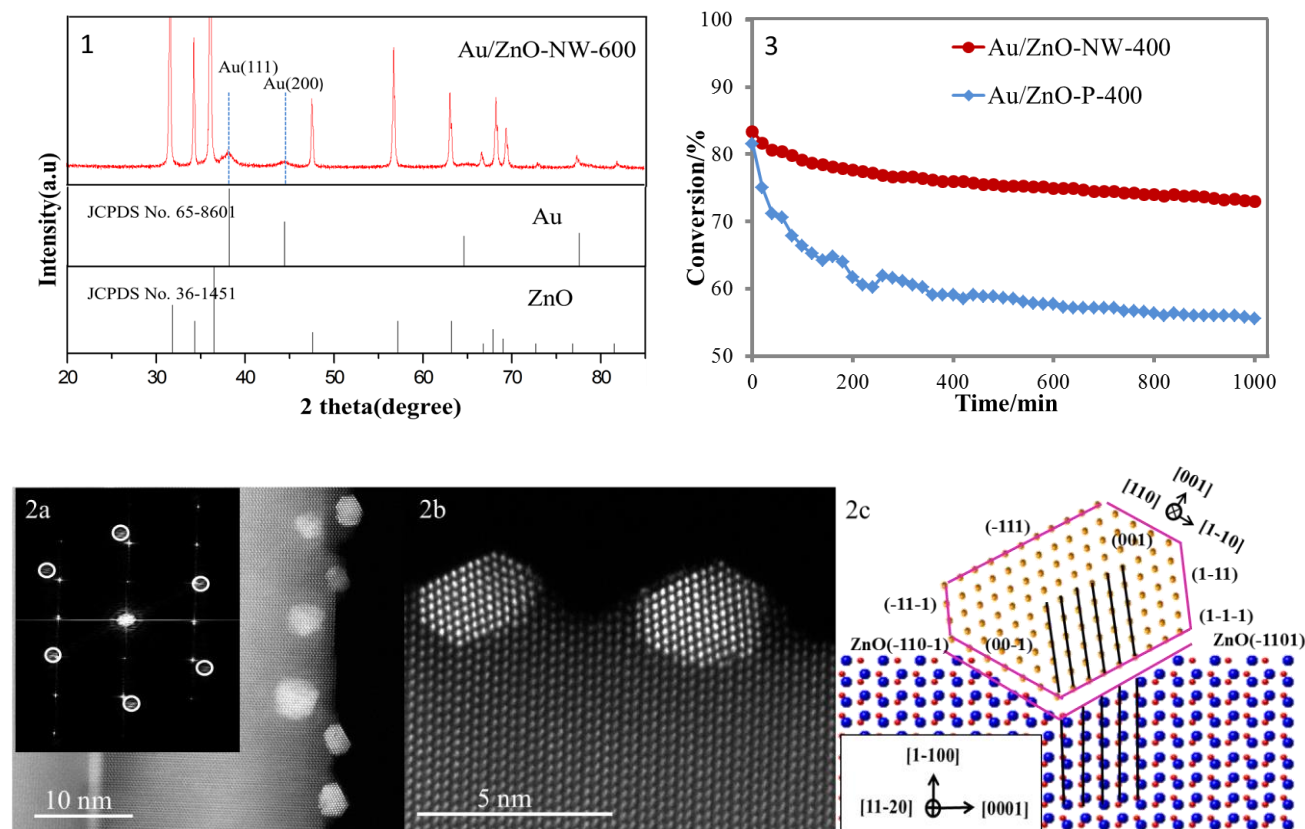 1
Au/ZnO-NW-600
Au(111)
Au(200)
JCPDS No. 65-8601
Au
JCPDS No. 36-1451
ZnO
Intensity(a.u)
20 30 40 50 60 70 80
2 theta(degree)
3
Au/ZnO-NW-400
Au/ZnO-P-400
100
90
80
70
60
50
Conversion/%
0 200 400 600 800 1000
Time/min
2a
10 nm
2b
5 nm
2c
[001]
[110]
[1-10]
(-111)
(001)
(1-11)
(-11-1)
(1-1-1)
(00-1)
ZnO(-110-1)
ZnO(-1101)
[1-100]
[11-20]
[0001]